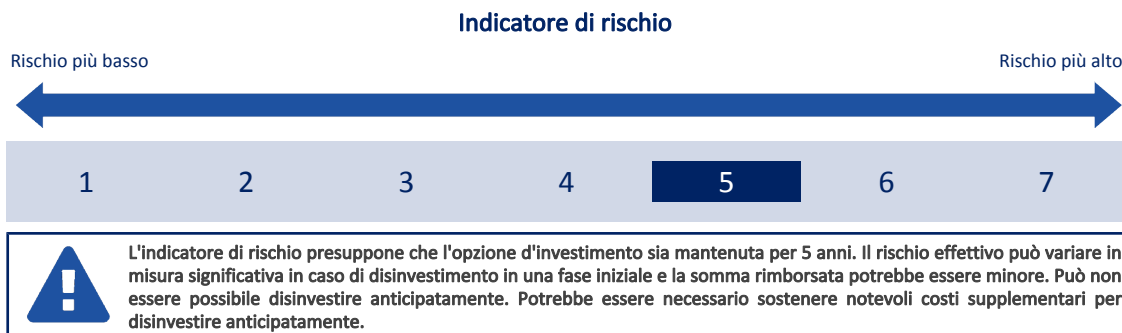 Indicatore di rischio
Rischio più basso
Rischio più alto
1 2 3 4 5 6 7
L'indicatore di rischio presuppone che l'opzione d'investimento sia mantenuta per 5 anni. Il rischio effettivo può variare in
misura significativa in caso di disinvestimento in una fase iniziale e la somma rimborsata potrebbe essere minore. Può non
essere possibile disinvestire anticipatamente. Potrebbe essere necessario sostenere notevoli costi supplementari per
disinvestire anticipatamente.